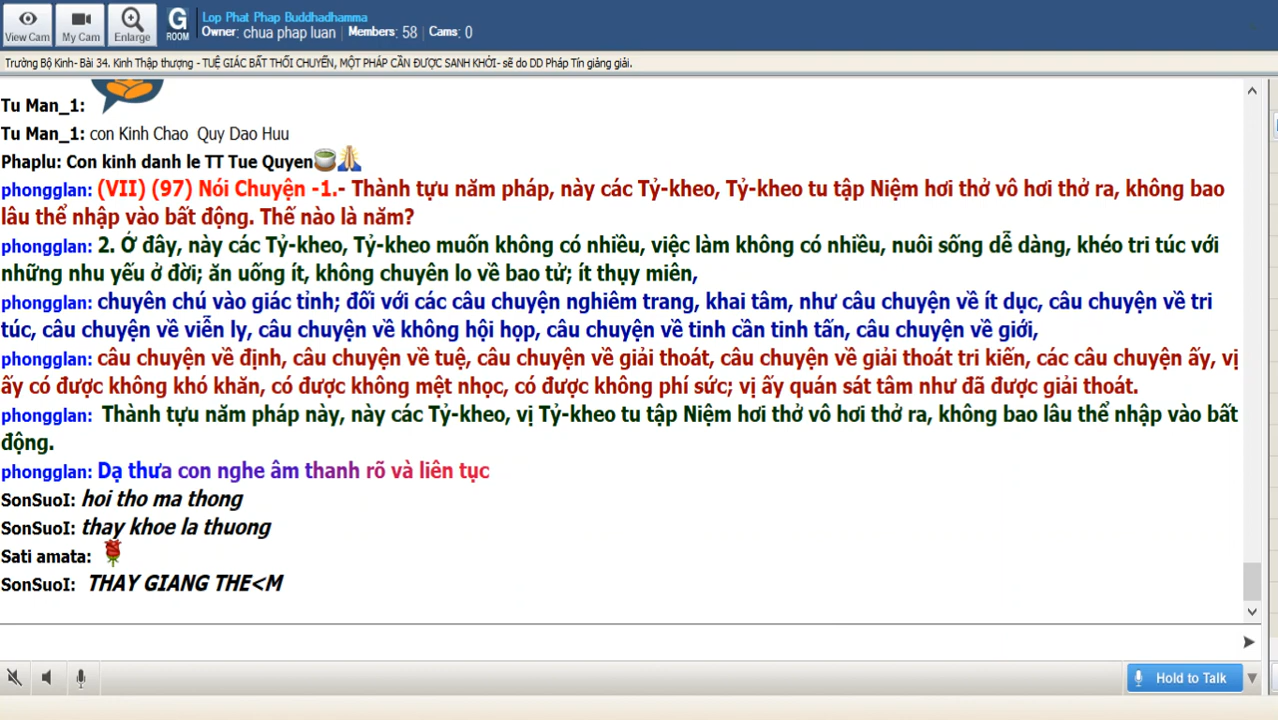 Lop Phat Phap Buddhadhamma
Owner: chua phap luan | Members: 58 | Cams: 0
View Cam
My Cam
Enlarge
G
ROOM
Trường Bộ Kinh- Bài 34. Kinh Thập thượng - TUỆ GIÁC BẤT THỐI CHUYỂN, MỘT PHÁP CẦN ĐƯỢC SANH KHỞI- sẽ do DD Pháp Tín giảng giải.
Tu Man_1:
Tu Man_1: con Kinh Chao Quy Dao Huu
Phaplu: Con kinh danh le TT Tue Quyen
phongglan: (VII) (97) Nói Chuyện -1.- Thành tựu năm pháp, này các Tỷ-kheo, Tỷ-kheo tu tập Niệm hơi thở vô hơi thở ra, không bao
lâu thể nhập vào bất động. Thế nào là năm?
phongglan: 2. Ở đây, này các Tỷ-kheo, Tỷ-kheo muốn không có nhiều, việc làm không có nhiều, nuôi sống dễ dàng, khéo tri túc với
những nhu yếu ở đời; ăn uống ít, không chuyên lo về bao tử; ít thụy miên,
phongglan: chuyên chú vào giác tỉnh; đối với các câu chuyện nghiêm trang, khai tâm, như câu chuyện về ít dục, câu chuyện về tri
túc, câu chuyện về viễn ly, câu chuyện về không hội họp, câu chuyện về tinh cần tinh tấn, câu chuyện về giới,
phongglan: câu chuyện về định, câu chuyện về tuệ, câu chuyện về giải thoát, câu chuyện về giải thoát tri kiến, các câu chuyện ấy, vị
ấy có được không khó khăn, có được không mệt nhọc, có được không phí sức; vị ấy quán sát tâm như đã được giải thoát.
phongglan: Thành tựu năm pháp này, này các Tỷ-kheo, vị Tỷ-kheo tu tập Niệm hơi thở vô hơi thở ra, không bao lâu thể nhập vào bất
động.
phongglan: Dạ thưa con nghe âm thanh rõ và liên tục
SonSuoI: hoi tho ma thong
SonSuoI: thay khoe la thuong
Sati amata:
SonSuoI: THAY GIANG THE<M
Hold to Talk